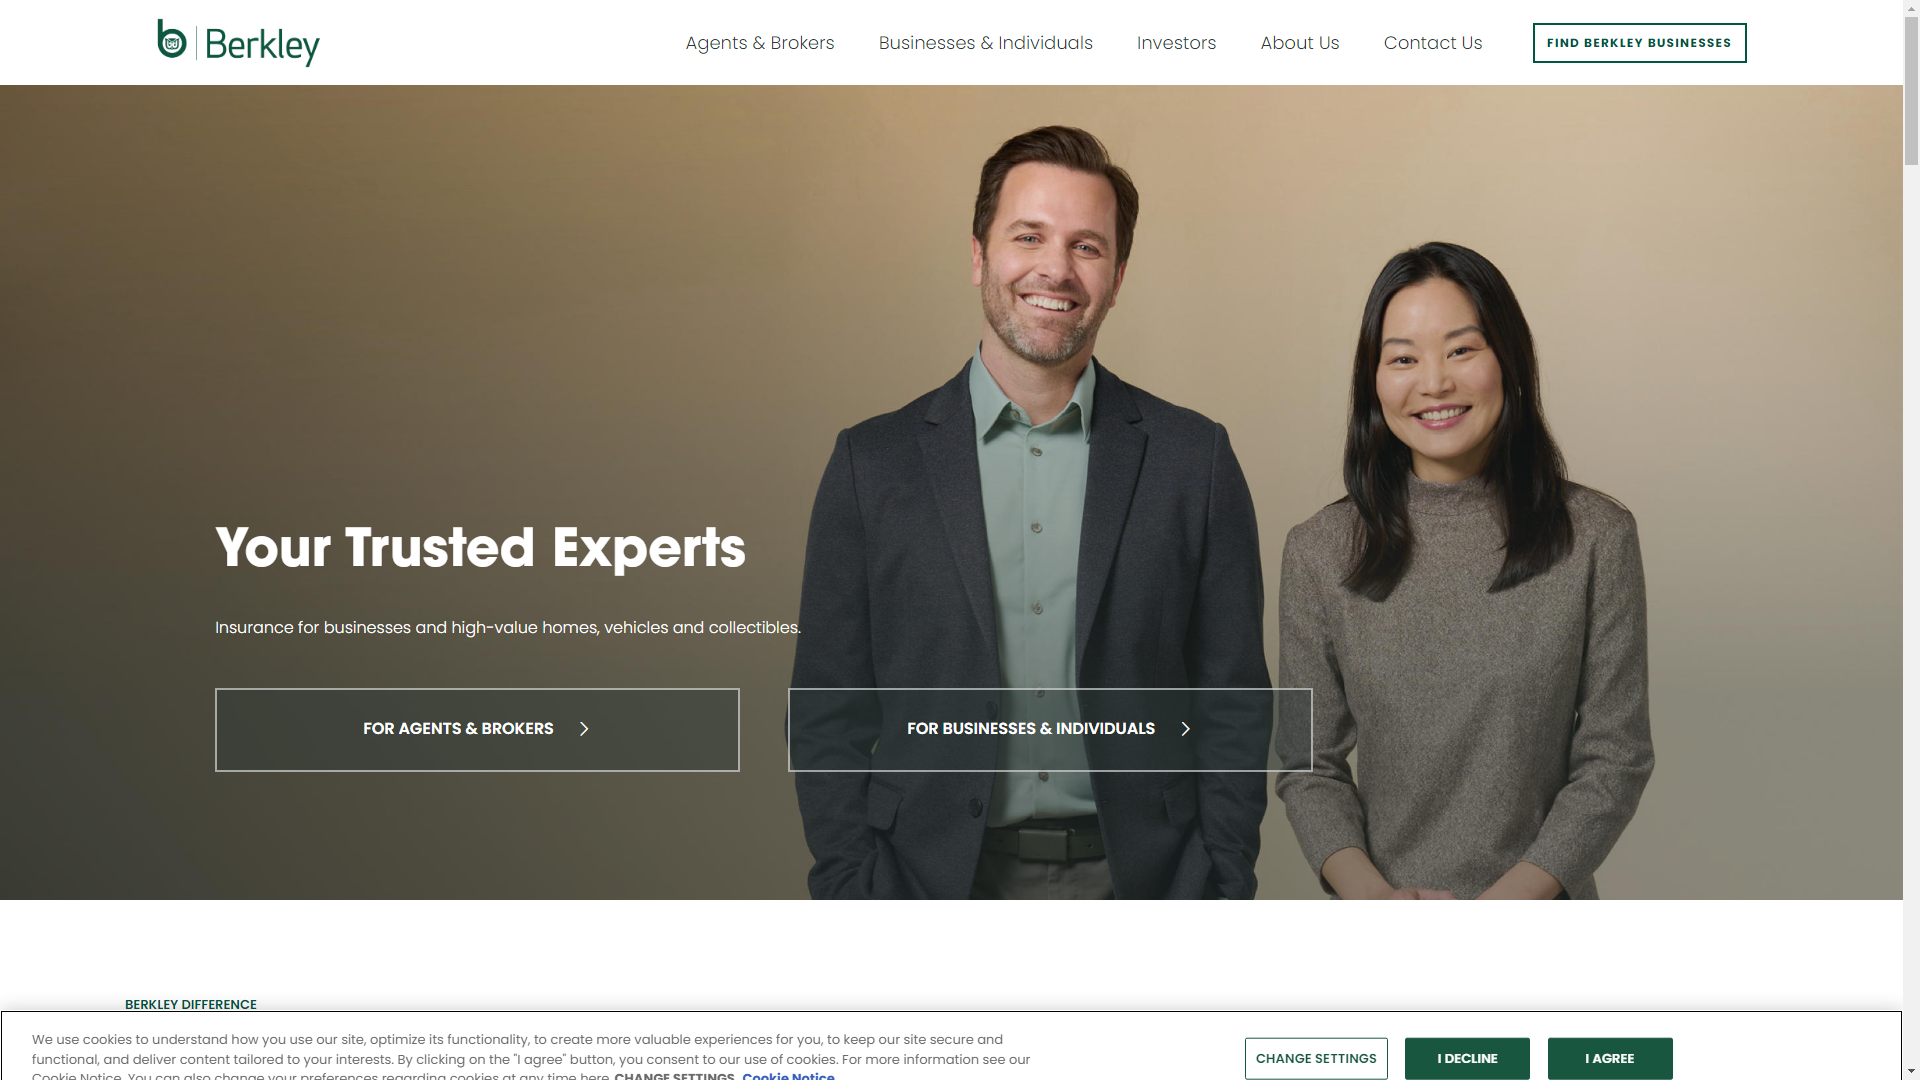 b | Berkley
Agents & Brokers
Businesses & Individuals
Investors
About Us
Contact Us
FIND BERKLEY BUSINESSES
Your Trusted Experts
Insurance for businesses and high-value homes, vehicles and collectibles.
FOR AGENTS & BROKERS
FOR BUSINESSES & INDIVIDUALS
BERKLEY DIFFERENCE
We use cookies to understand how you use our site, optimize its functionality, to create more valuable experiences for you, to keep our site secure and
functional, and deliver content tailored to your interests. By clicking on the "I agree" button, you consent to our use of cookies. For more information see our
Cookie Notice. You can also change your preferences regarding cookies at any time here. CHANGE SETTINGS Cookie Notice
CHANGE SETTINGS
I DECLINE
I AGREE